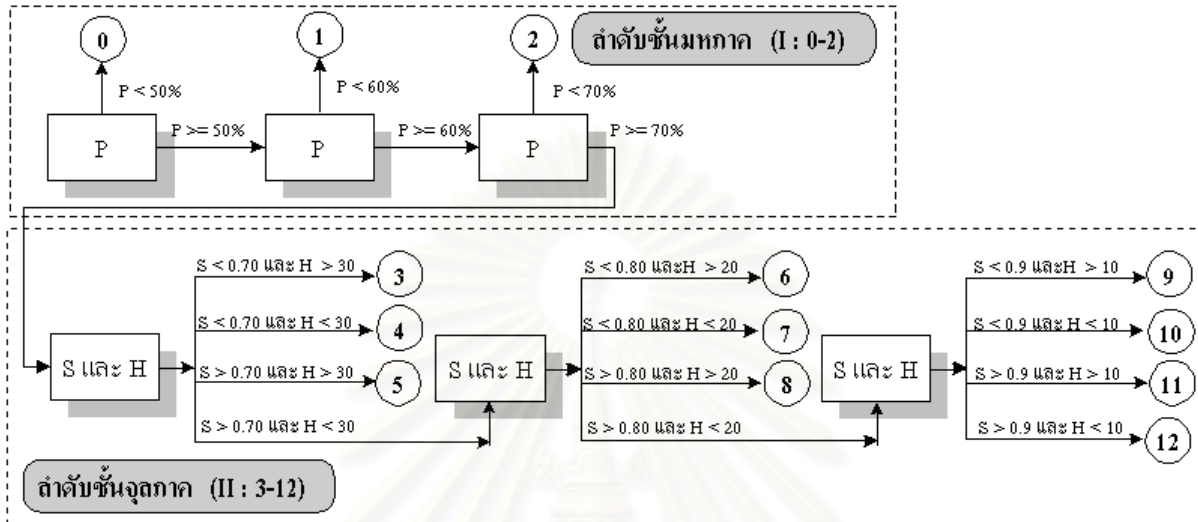 0
1
2
ลำดับชั้นมหภาค (I : 0-2)
P < 50%
P < 60%
P < 70%
P >= 50%
P >= 60%
P >= 70%
P
P
P
S < 0.70 และ H > 30
3
S < 0.70 และ H < 30
4
S > 0.70 และ H > 30
5
S > 0.70 และ H < 30
S และ H
S < 0.80 และH > 20
6
S < 0.80 และ H < 20
7
S > 0.80 และ H > 20
8
S > 0.80 และ H < 20
S และ H
S < 0.9 และH > 10
9
S < 0.9 และ H < 10
10
S > 0.9 และ H > 10
11
S > 0.9 และ H < 10
12
S และ H
ลำดับชั้นจุลภาค (II : 3-12)